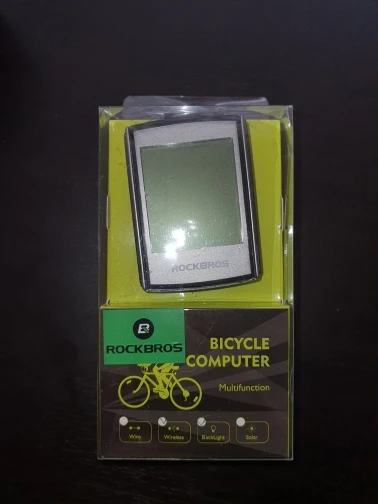 ROCKBROS
ROCKBROS
BICYCLE
COMPUTER
Multifunction
Wire Wireless BackLight Solar